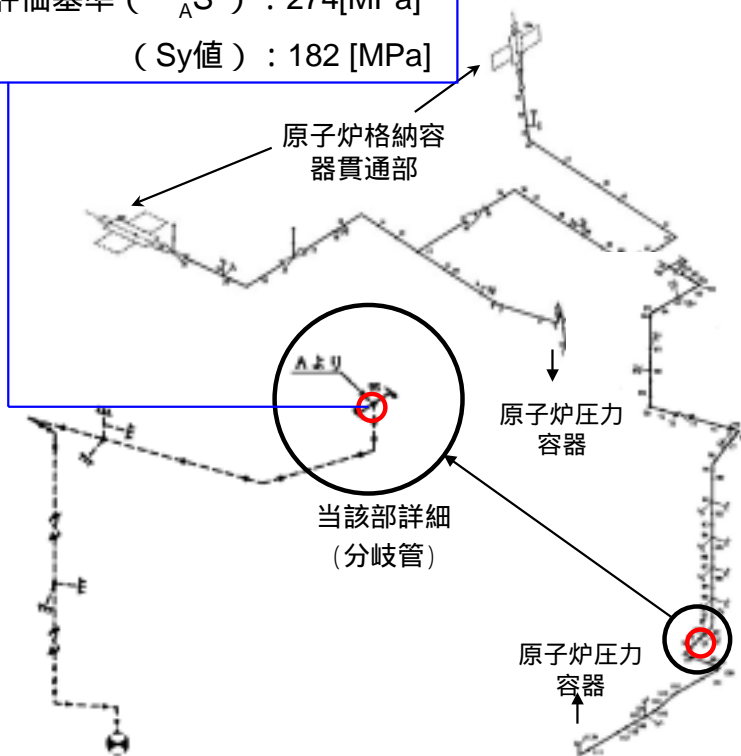 評価基準（ⅢAS）：274[MPa]
（Sy値）：182 [MPa]
原子炉格納容
器貫通部
Aより
原子炉圧力
容器
当該部詳細
(分岐管)
原子炉圧力
容器